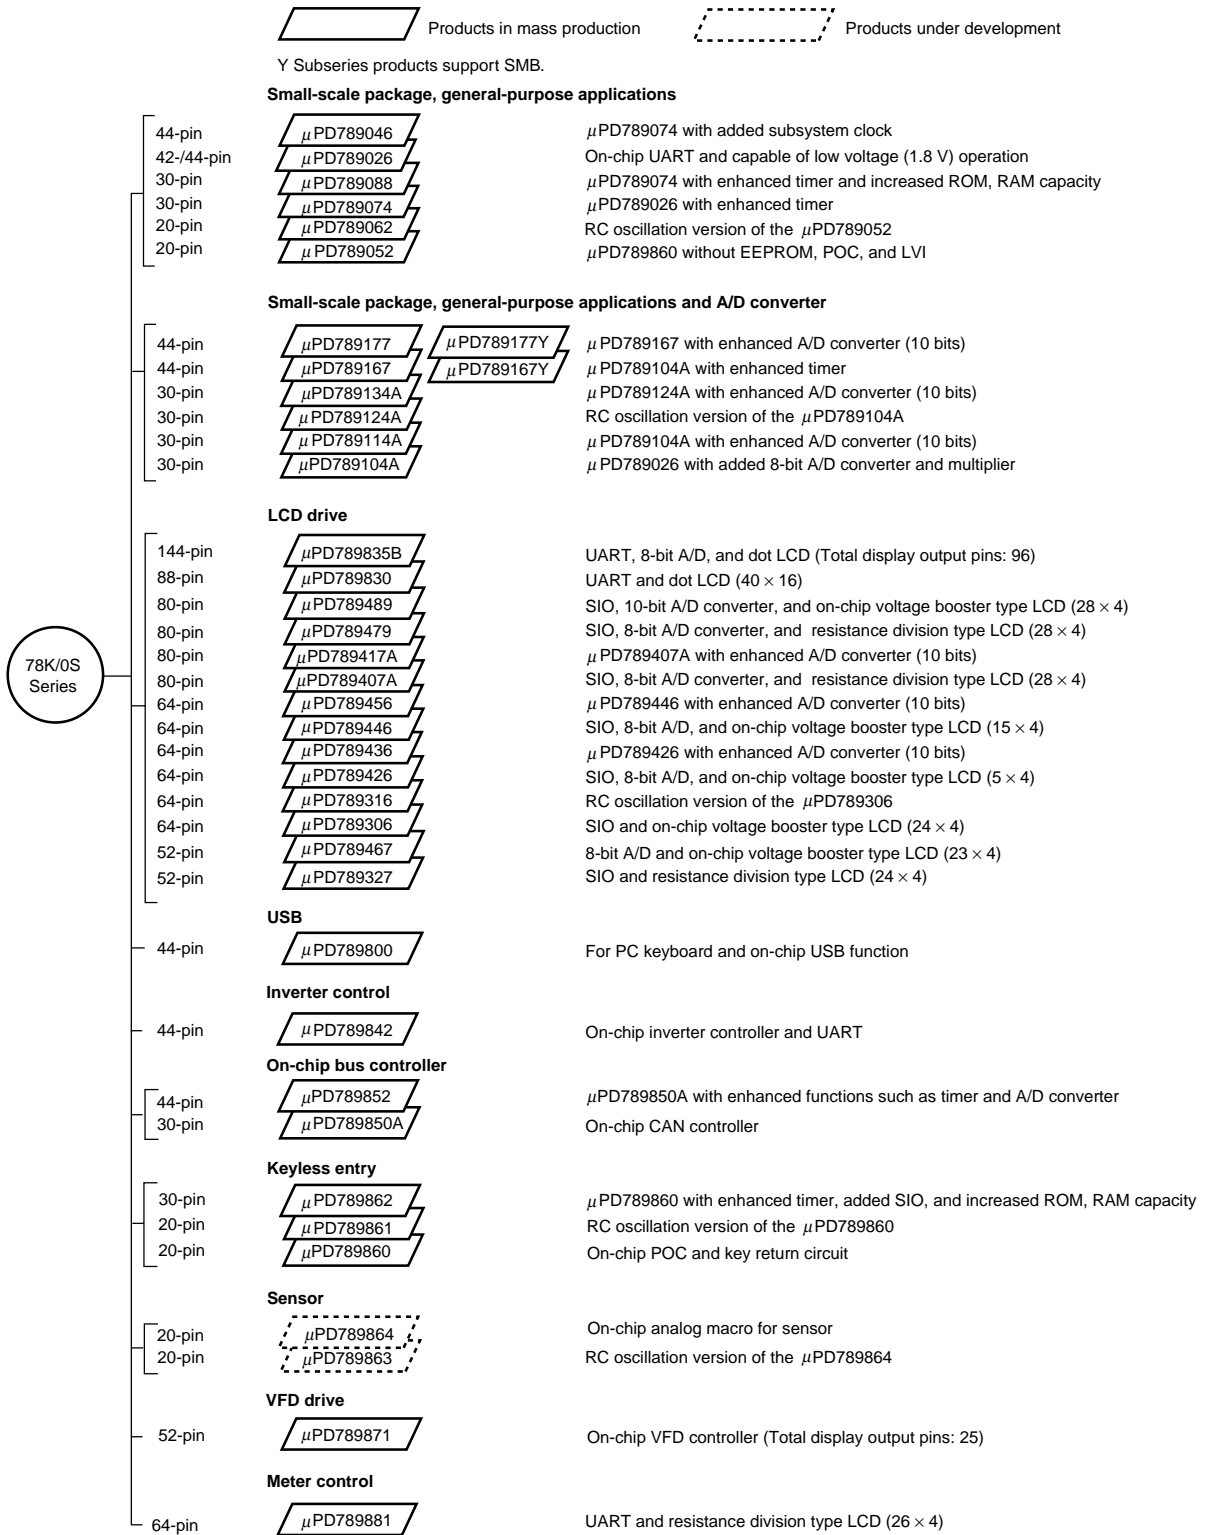 Products in mass production Products under development
Y Subseries products support SMB.
Small-scale package, general-purpose applications
44-pin μPD789046 μPD789074 with added subsystem clock
42-/44-pin μPD789026 On-chip UART and capable of low voltage (1.8 V) operation
30-pin μPD789088 μPD789074 with enhanced timer and increased ROM, RAM capacity
30-pin μPD789074 μPD789026 with enhanced timer
20-pin μPD789062 RC oscillation version of the μPD789052
20-pin μPD789052 μPD789860 without EEPROM, POC, and LVI
Small-scale package, general-purpose applications and A/D converter
44-pin μPD789177 μPD789177Y μPD789167 with enhanced A/D converter (10 bits)
44-pin μPD789167 μPD789167Y μPD789104A with enhanced timer
30-pin μPD789134A μPD789124A with enhanced A/D converter (10 bits)
30-pin μPD789124A RC oscillation version of the μPD789104A
30-pin μPD789114A μPD789104A with enhanced A/D converter (10 bits)
30-pin μPD789104A μPD789026 with added 8-bit A/D converter and multiplier
LCD drive
144-pin μPD789835B UART, 8-bit A/D, and dot LCD (Total display output pins: 96)
88-pin μPD789830 UART and dot LCD (40 × 16)
80-pin μPD789489 SIO, 10-bit A/D converter, and on-chip voltage booster type LCD (28 × 4)
80-pin μPD789479 SIO, 8-bit A/D converter, and resistance division type LCD (28 × 4)
80-pin μPD789417A μPD789407A with enhanced A/D converter (10 bits)
80-pin μPD789407A SIO, 8-bit A/D converter, and resistance division type LCD (28 × 4)
64-pin μPD789456 μPD789446 with enhanced A/D converter (10 bits)
64-pin μPD789446 SIO, 8-bit A/D, and on-chip voltage booster type LCD (15 × 4)
64-pin μPD789436 μPD789426 with enhanced A/D converter (10 bits)
64-pin μPD789426 SIO, 8-bit A/D, and on-chip voltage booster type LCD (5 × 4)
64-pin μPD789316 RC oscillation version of the μPD789306
64-pin μPD789306 SIO and on-chip voltage booster type LCD (24 × 4)
52-pin μPD789467 8-bit A/D and on-chip voltage booster type LCD (23 × 4)
52-pin μPD789327 SIO and resistance division type LCD (24 × 4)
78K/0S
Series
USB
44-pin μPD789800 For PC keyboard and on-chip USB function
Inverter control
44-pin μPD789842 On-chip inverter controller and UART
On-chip bus controller
44-pin μPD789852 μPD789850A with enhanced functions such as timer and A/D converter
30-pin μPD789850A On-chip CAN controller
Keyless entry
30-pin μPD789862 μPD789860 with enhanced timer, added SIO, and increased ROM, RAM capacity
20-pin μPD789861 RC oscillation version of the μPD789860
20-pin μPD789860 On-chip POC and key return circuit
Sensor
20-pin μPD789864 On-chip analog macro for sensor
20-pin μPD789863 RC oscillation version of the μPD789864
VFD drive
52-pin μPD789871 On-chip VFD controller (Total display output pins: 25)
Meter control
64-pin μPD789881 UART and resistance division type LCD (26 × 4)